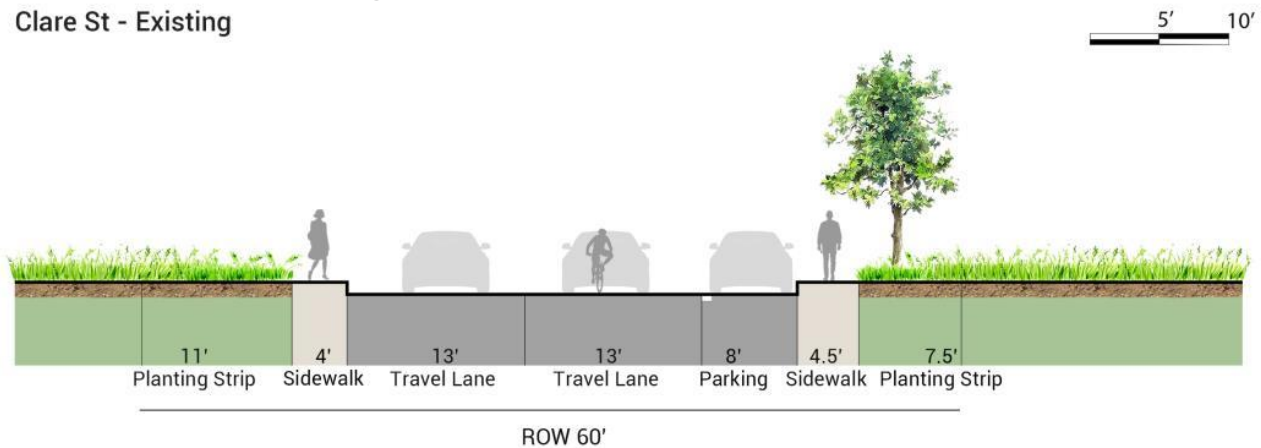 Clare St - Existing
5' 10'
11' 4' 13' 13' 8' 4.5' 7.5'
Planting Strip Sidewalk Travel Lane Travel Lane Parking Sidewalk Planting Strip
ROW 60'